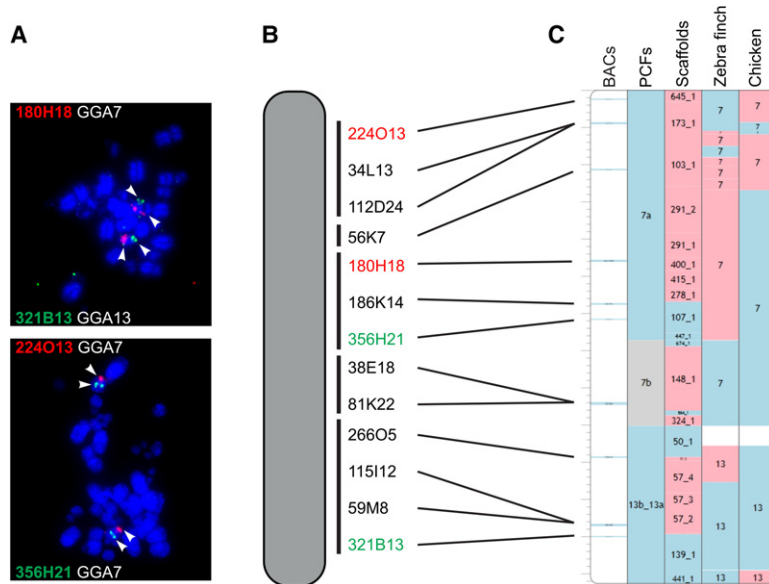 A
B
C
180H18 GGA7
321B13 GGA13
224O13 GGA7
356H21 GGA7
224O13
34L13
112D24
56K7
180H18
186K14
356H21
38E18
81K22
266O5
115I12
59M8
321B13
BACs
PCFs
Scaffolds
Zebra finch
Chicken
7a
7b
13b_13a
645_1
173_1
103_1
291_2
291_1
400_1
415_1
278_1
107_1
447_1
148_1
324_1
50_1
57_4
57_3
57_2
139_1
441_1
7
7
7
7
7
7
7
7
13
13
13
7
7
7
7
13
13